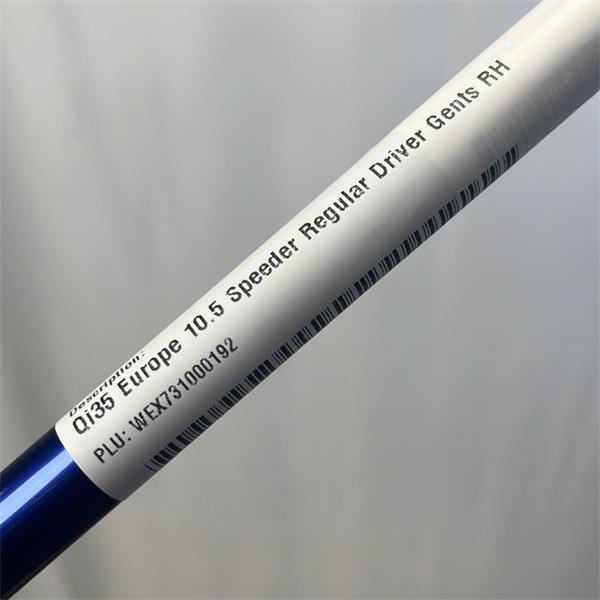 Description:
Qi35 Europe 10.5 Speeder Regular Driver Gents RH
PLU: WEX731000192